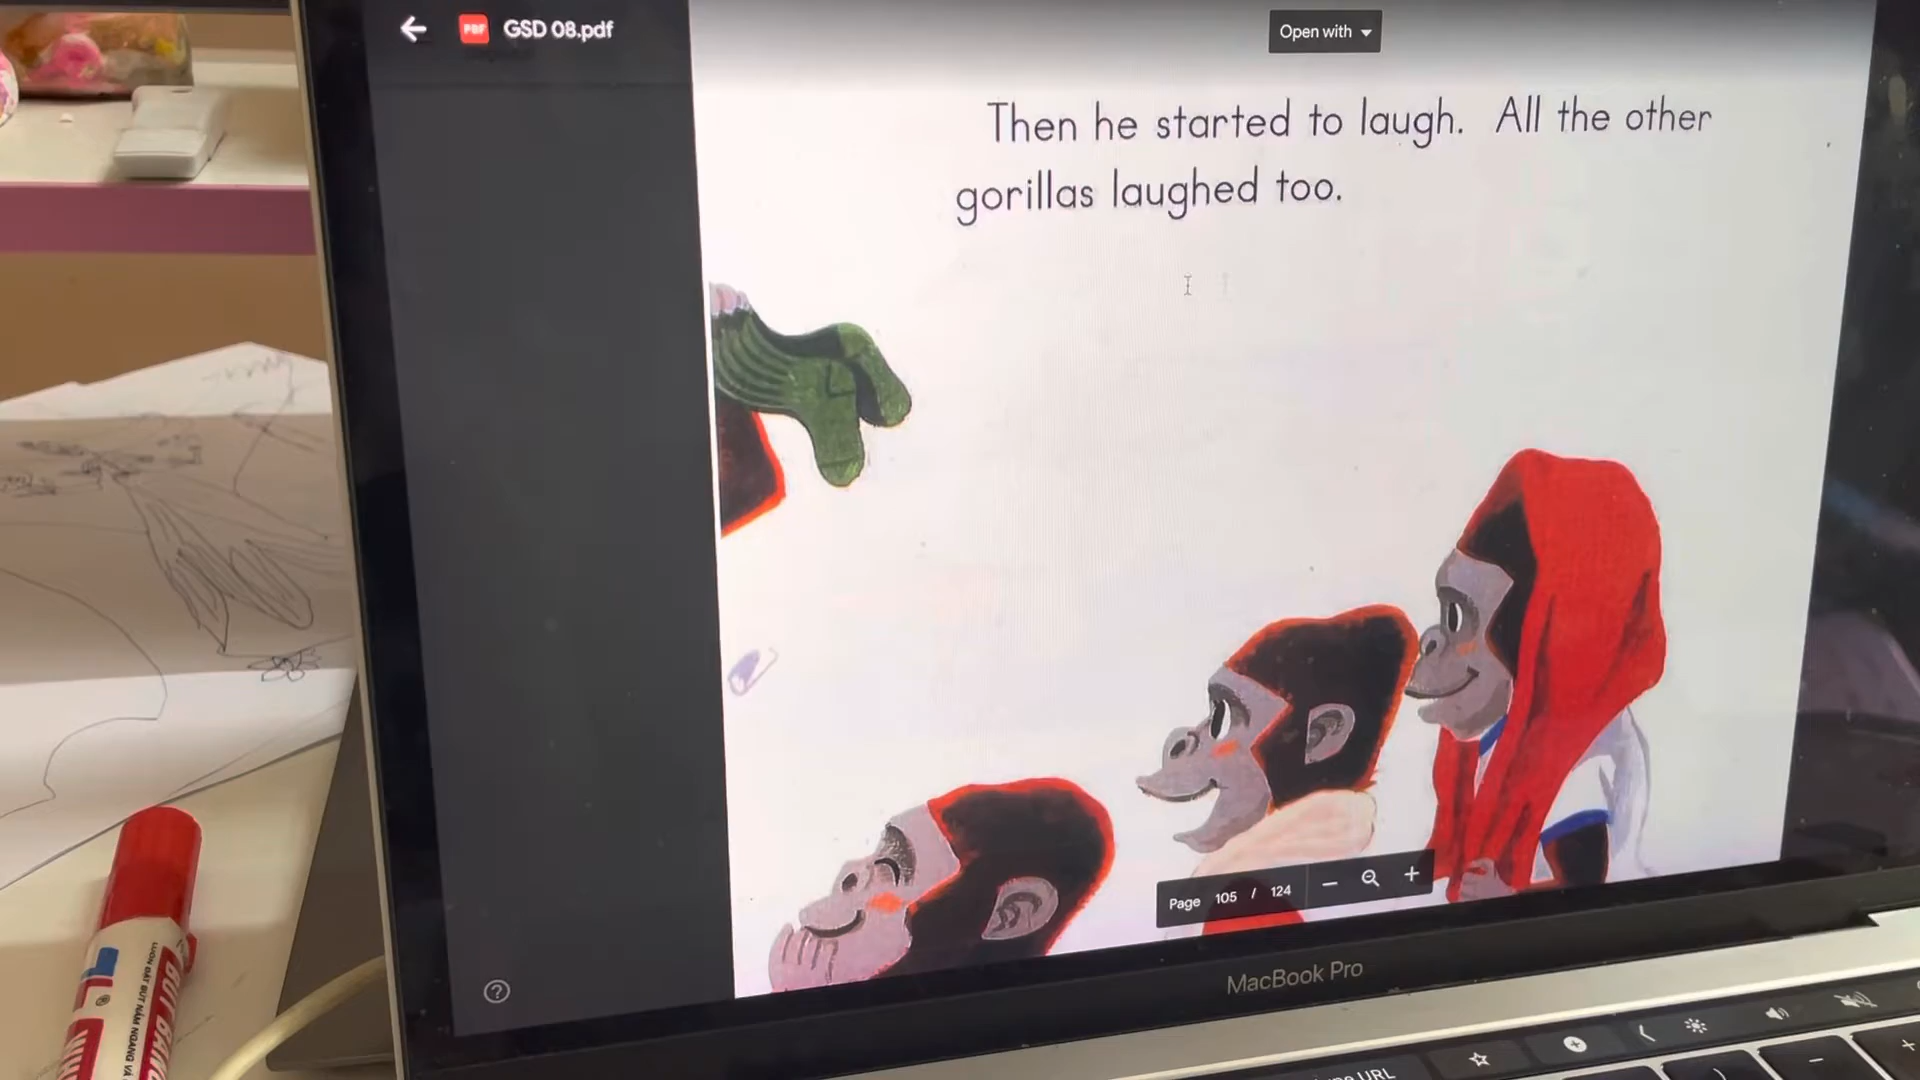 GSD 08.pdf
Open with
Then he started to laugh. All the other
gorillas laughed too.
Page 105 / 124
MacBook Pro
URL